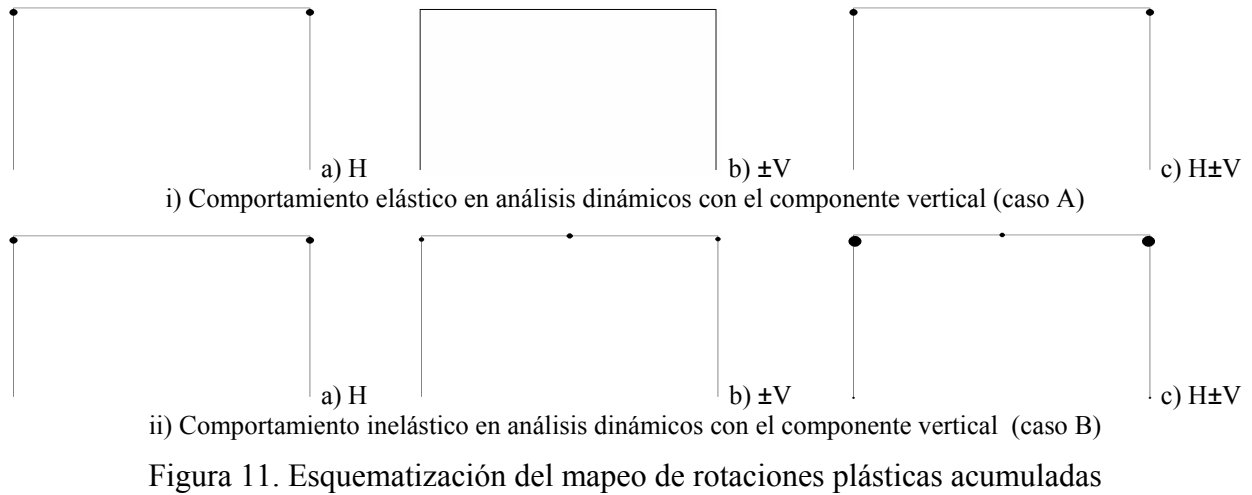 a) H
b) ±V
c) H±V
i) Comportamiento elástico en análisis dinámicos con el componente vertical (caso A)
a) H
b) ±V
c) H±V
ii) Comportamiento inelástico en análisis dinámicos con el componente vertical (caso B)
Figura 11. Esquematización del mapeo de rotaciones plásticas acumuladas